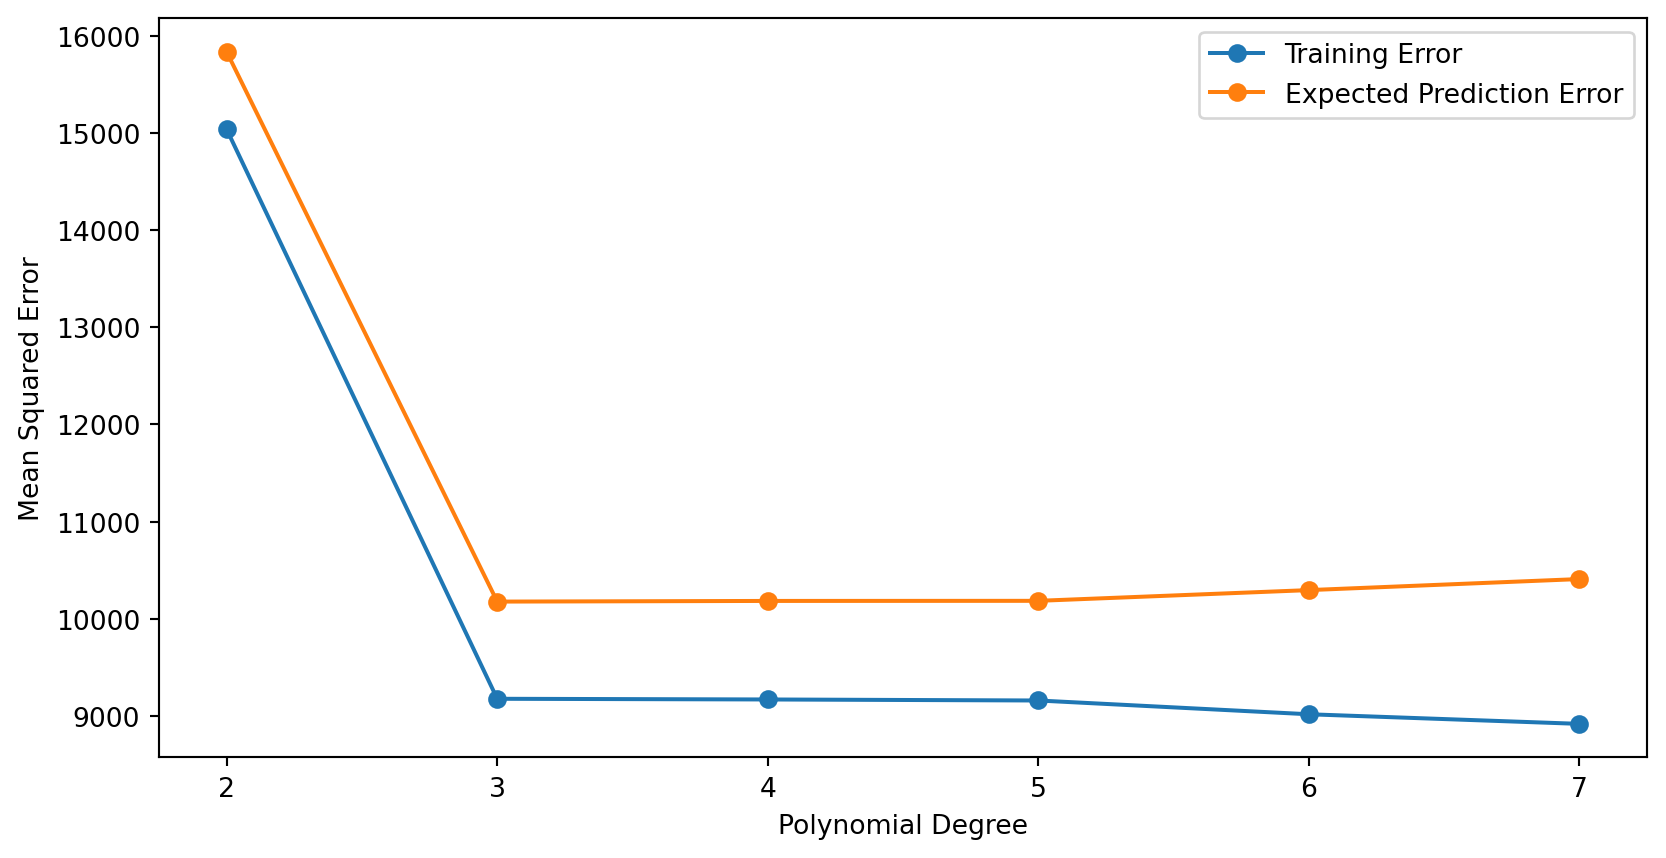 16000
15000
14000
13000
12000
11000
10000
9000
Mean Squared Error
Training Error
Expected Prediction Error
2 3 4 5 6 7
Polynomial Degree